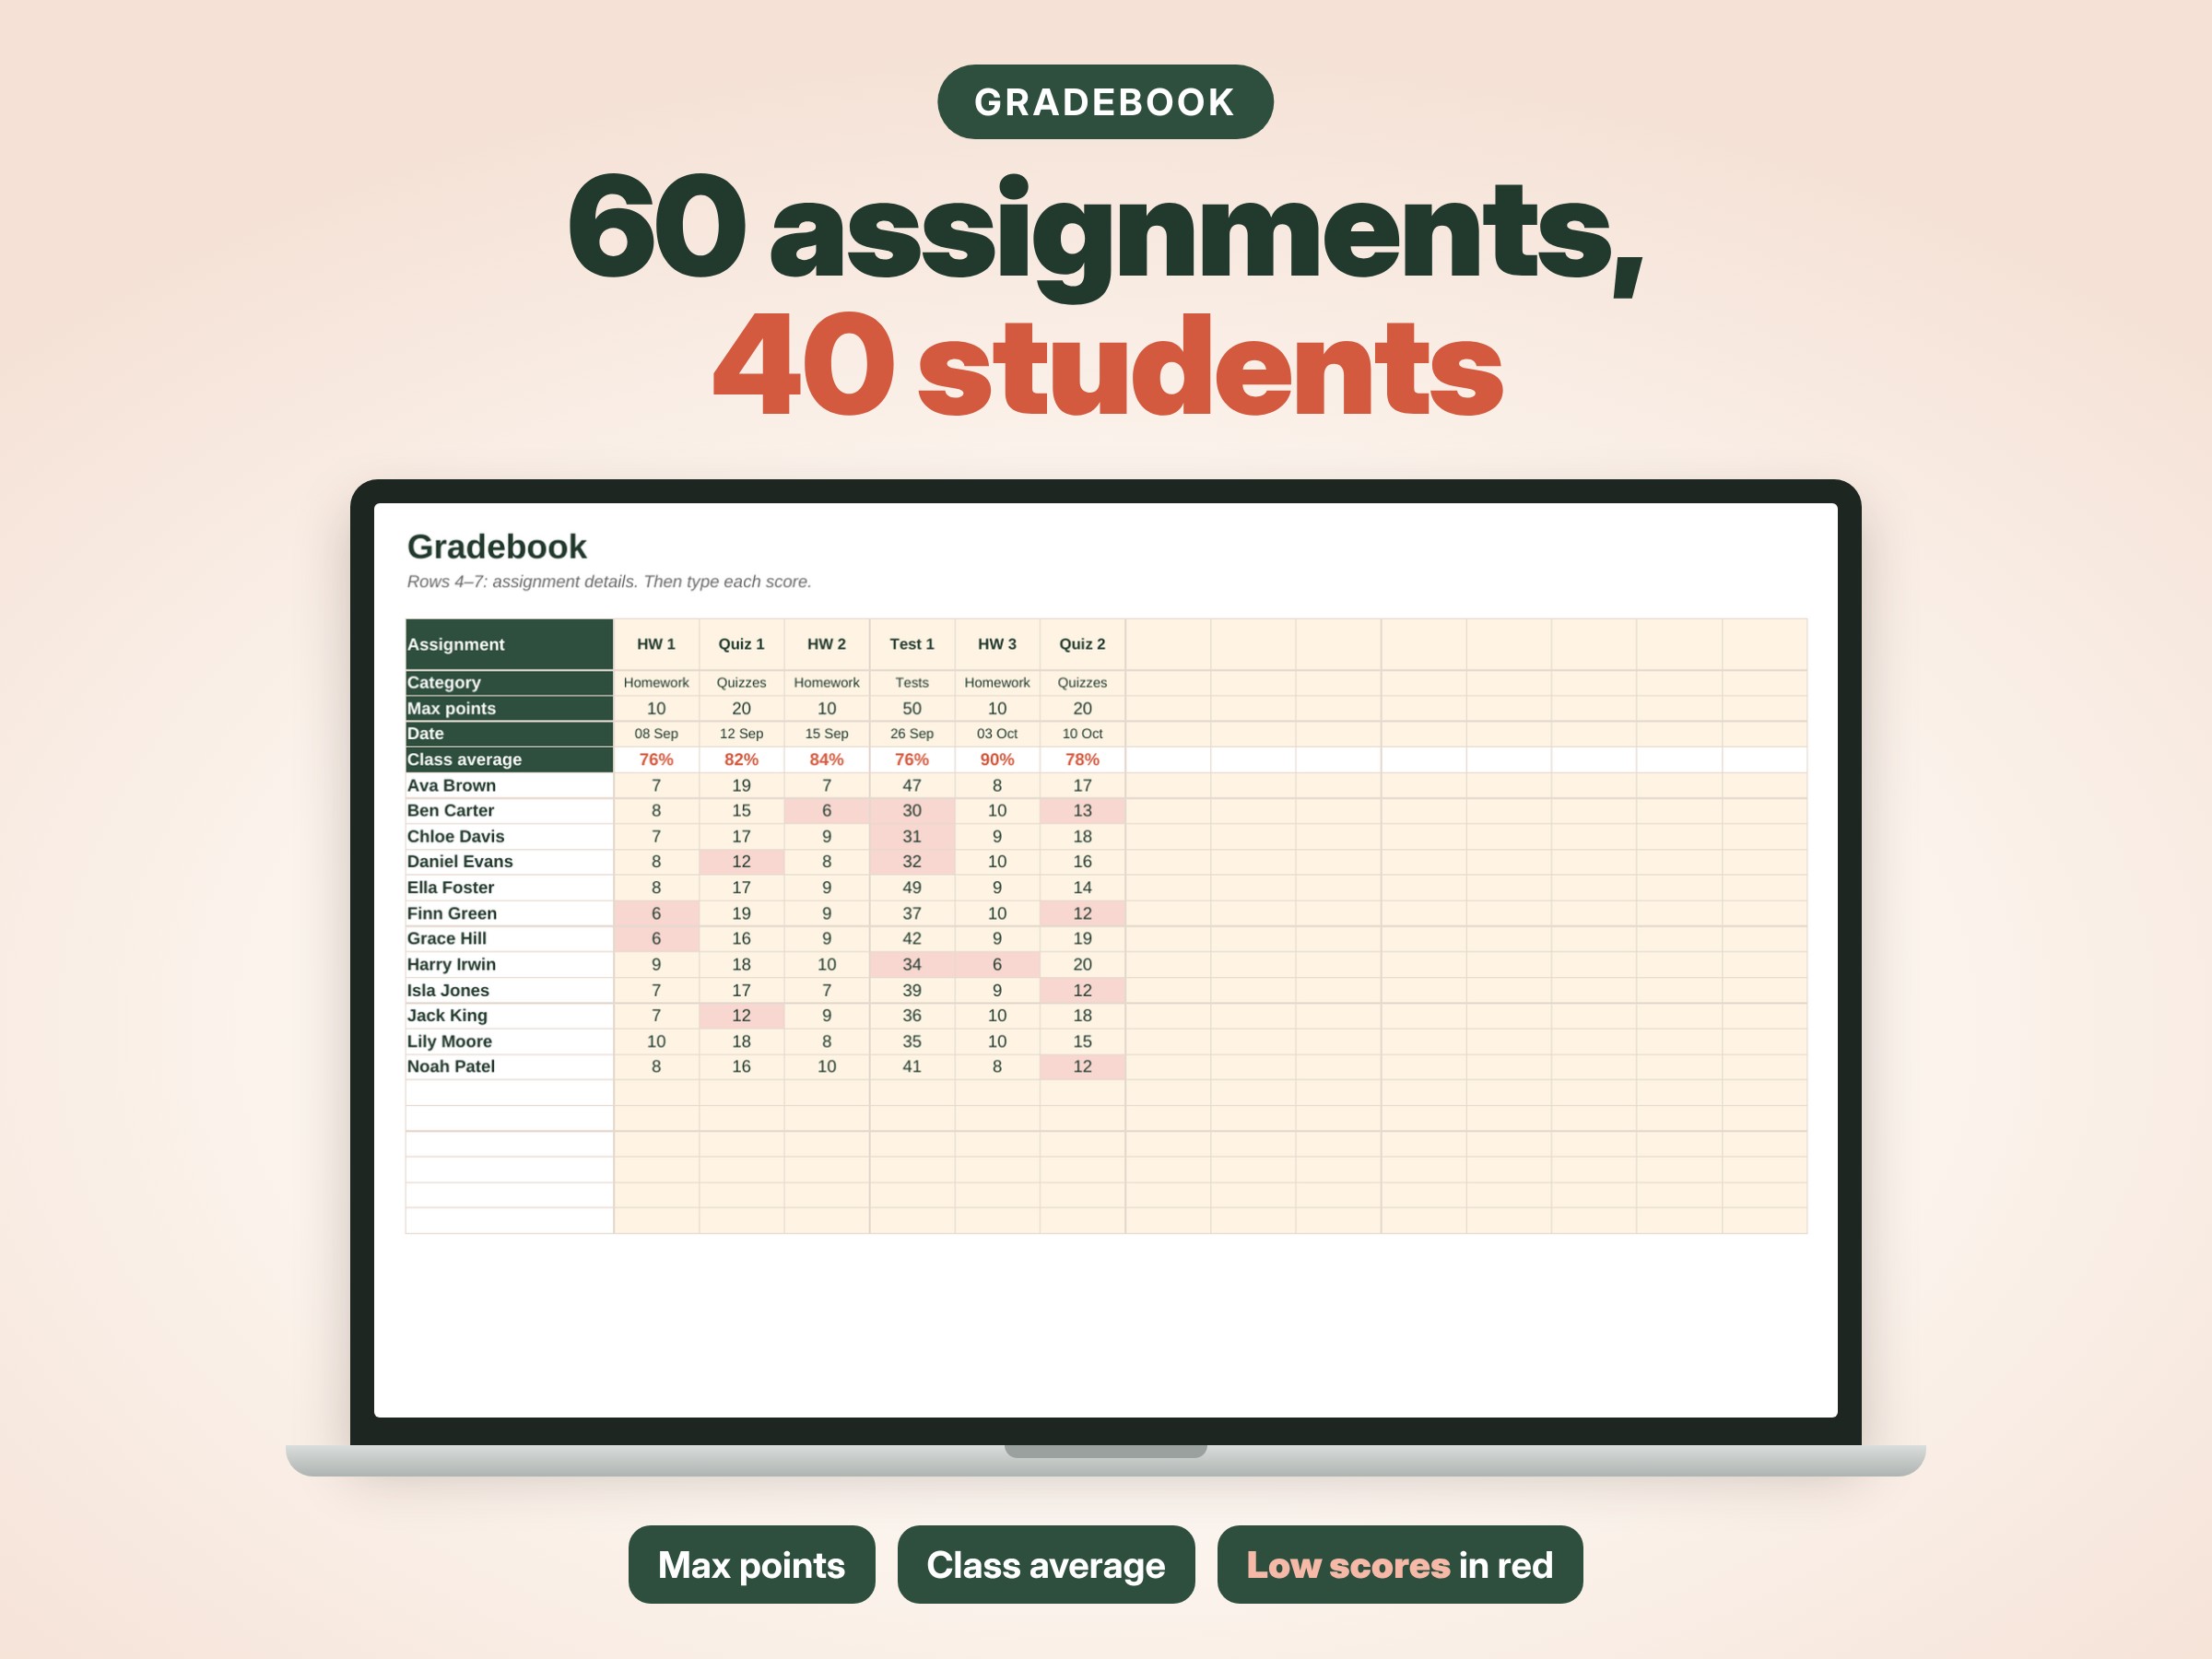 GRADEBOOK
60 assignments,
40 students
Gradebook
Rows 4–7: assignment details. Then type each score.
Assignment HW 1 Quiz 1 HW 2 Test 1 HW 3 Quiz 2
Category Homework Quizzes Homework Tests Homework Quizzes
Max points 10 20 10 50 10 20
Date 08 Sep 12 Sep 15 Sep 26 Sep 03 Oct 10 Oct
Class average 76% 82% 84% 76% 90% 78%
Ava Brown 7 19 7 47 8 17
Ben Carter 8 15 6 30 10 13
Chloe Davis 7 17 9 31 9 18
Daniel Evans 8 12 8 32 10 16
Ella Foster 8 17 9 49 9 14
Finn Green 6 19 9 37 10 12
Grace Hill 6 16 9 42 9 19
Harry Irwin 9 18 10 34 6 20
Isla Jones 7 17 7 39 9 12
Jack King 7 12 9 36 10 18
Lily Moore 10 18 8 35 10 15
Noah Patel 8 16 10 41 8 12
Max points Class average Low scores in red